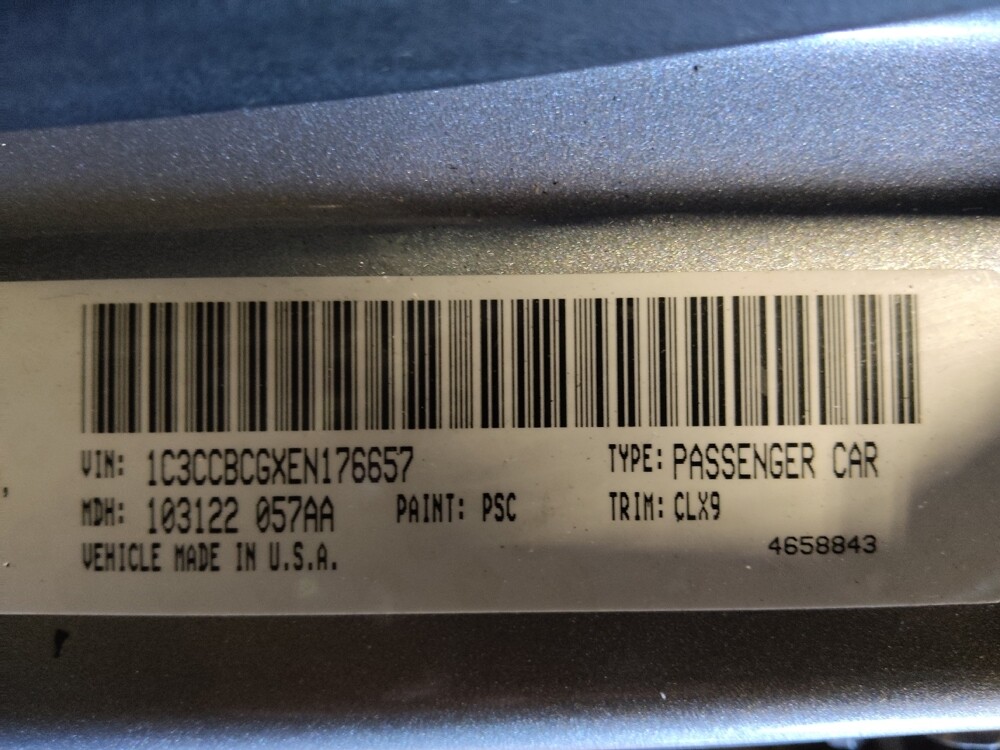 VIN: 1C3CCBCGXEN176657 TYPE: PASSENGER CAR
MDH: 103122 057AA PAINT: PSC TRIM: CLX9
VEHICLE MADE IN U.S.A. 4658843